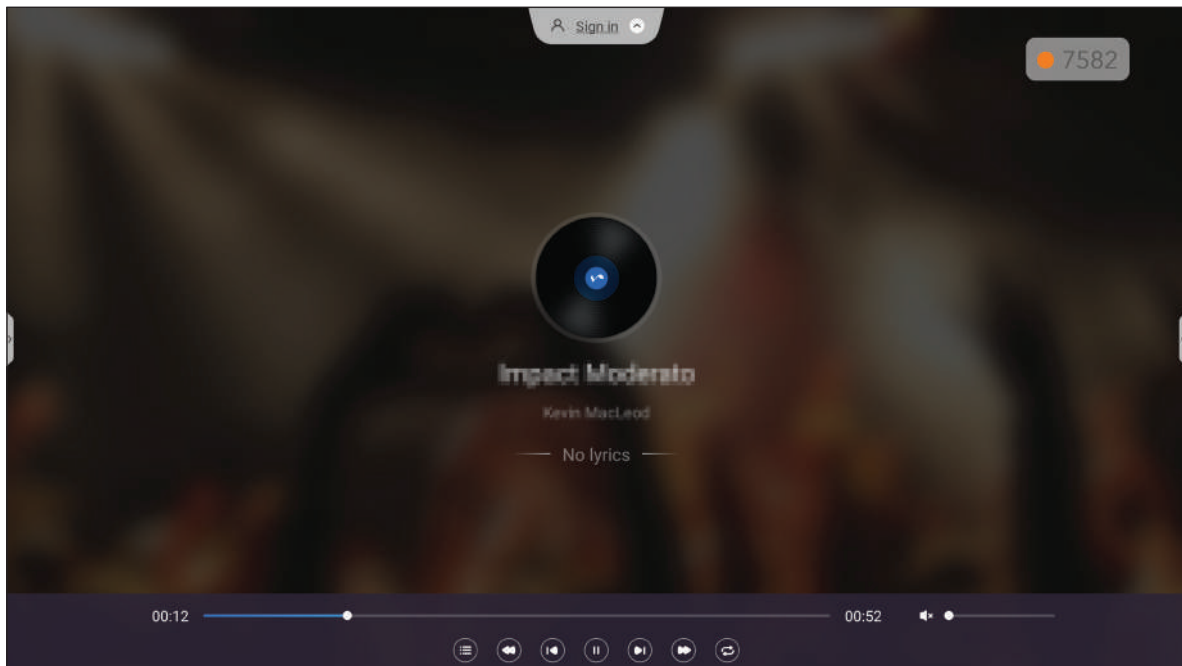 Sign in
7582
Impact Moderato
Kevin MacLeod
No lyrics
00:12
00:52